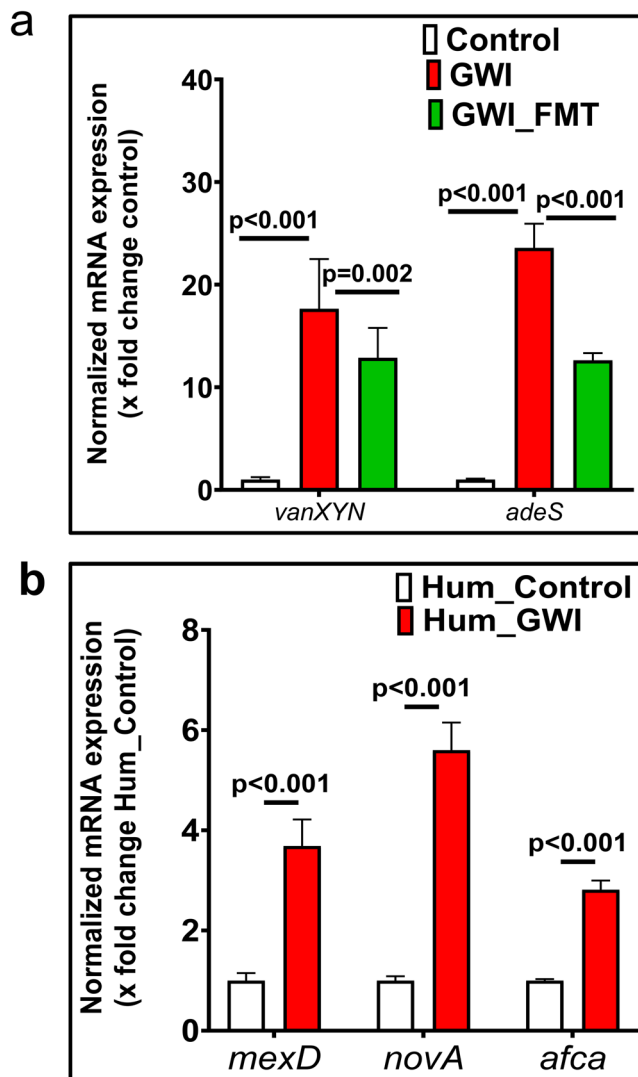 a
Control
GWI
GWI_FMT
Normalized mRNA expression
(x fold change control)
40
30
20
10
0
p<0.001
p=0.002
p<0.001
p<0.001
vanXYN
adeS
b
Hum_Control
Hum_GWI
Normalized mRNA expression
(x fold change Hum_Control)
8
6
4
2
0
p<0.001
p<0.001
p<0.001
mexD
novA
afca